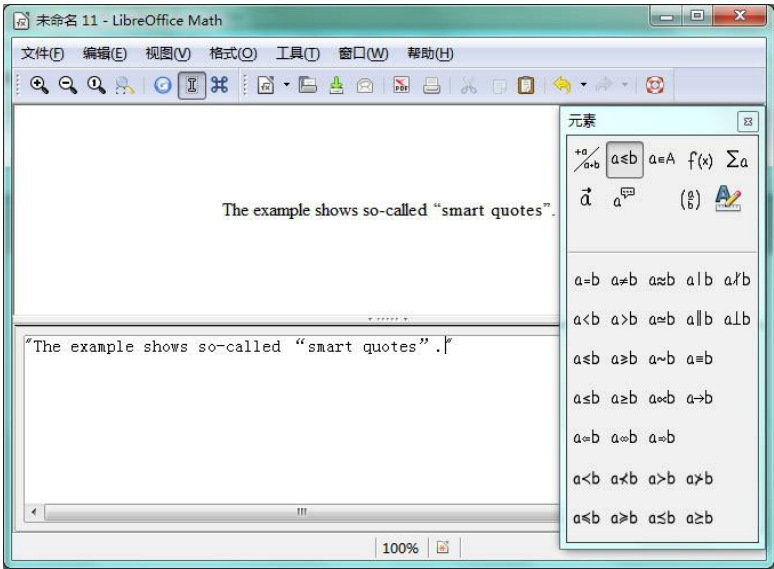 未命名 11 - LibreOffice Math
文件(F) 编辑(E) 视图(V) 格式(O) 工具(T) 窗口(W) 帮助(H)
The example shows so-called “smart quotes”.
"The example shows so-called “smart quotes”."
100%
元素
+a/a+b a≤b a∈A f(x) Σa
a⃗ a (a b)
a=b a≠b a≈b a∣b a∤b
a<b a>b a≃b a∥b a⊥b
a≶b a≷b a~b a≡b
a≤b a≥b a∝b a→b
a⇐b a⇔b a⇒b
a≺b a⊀b a≻b a⊁b
a≼b a≽b a≾b a≿b